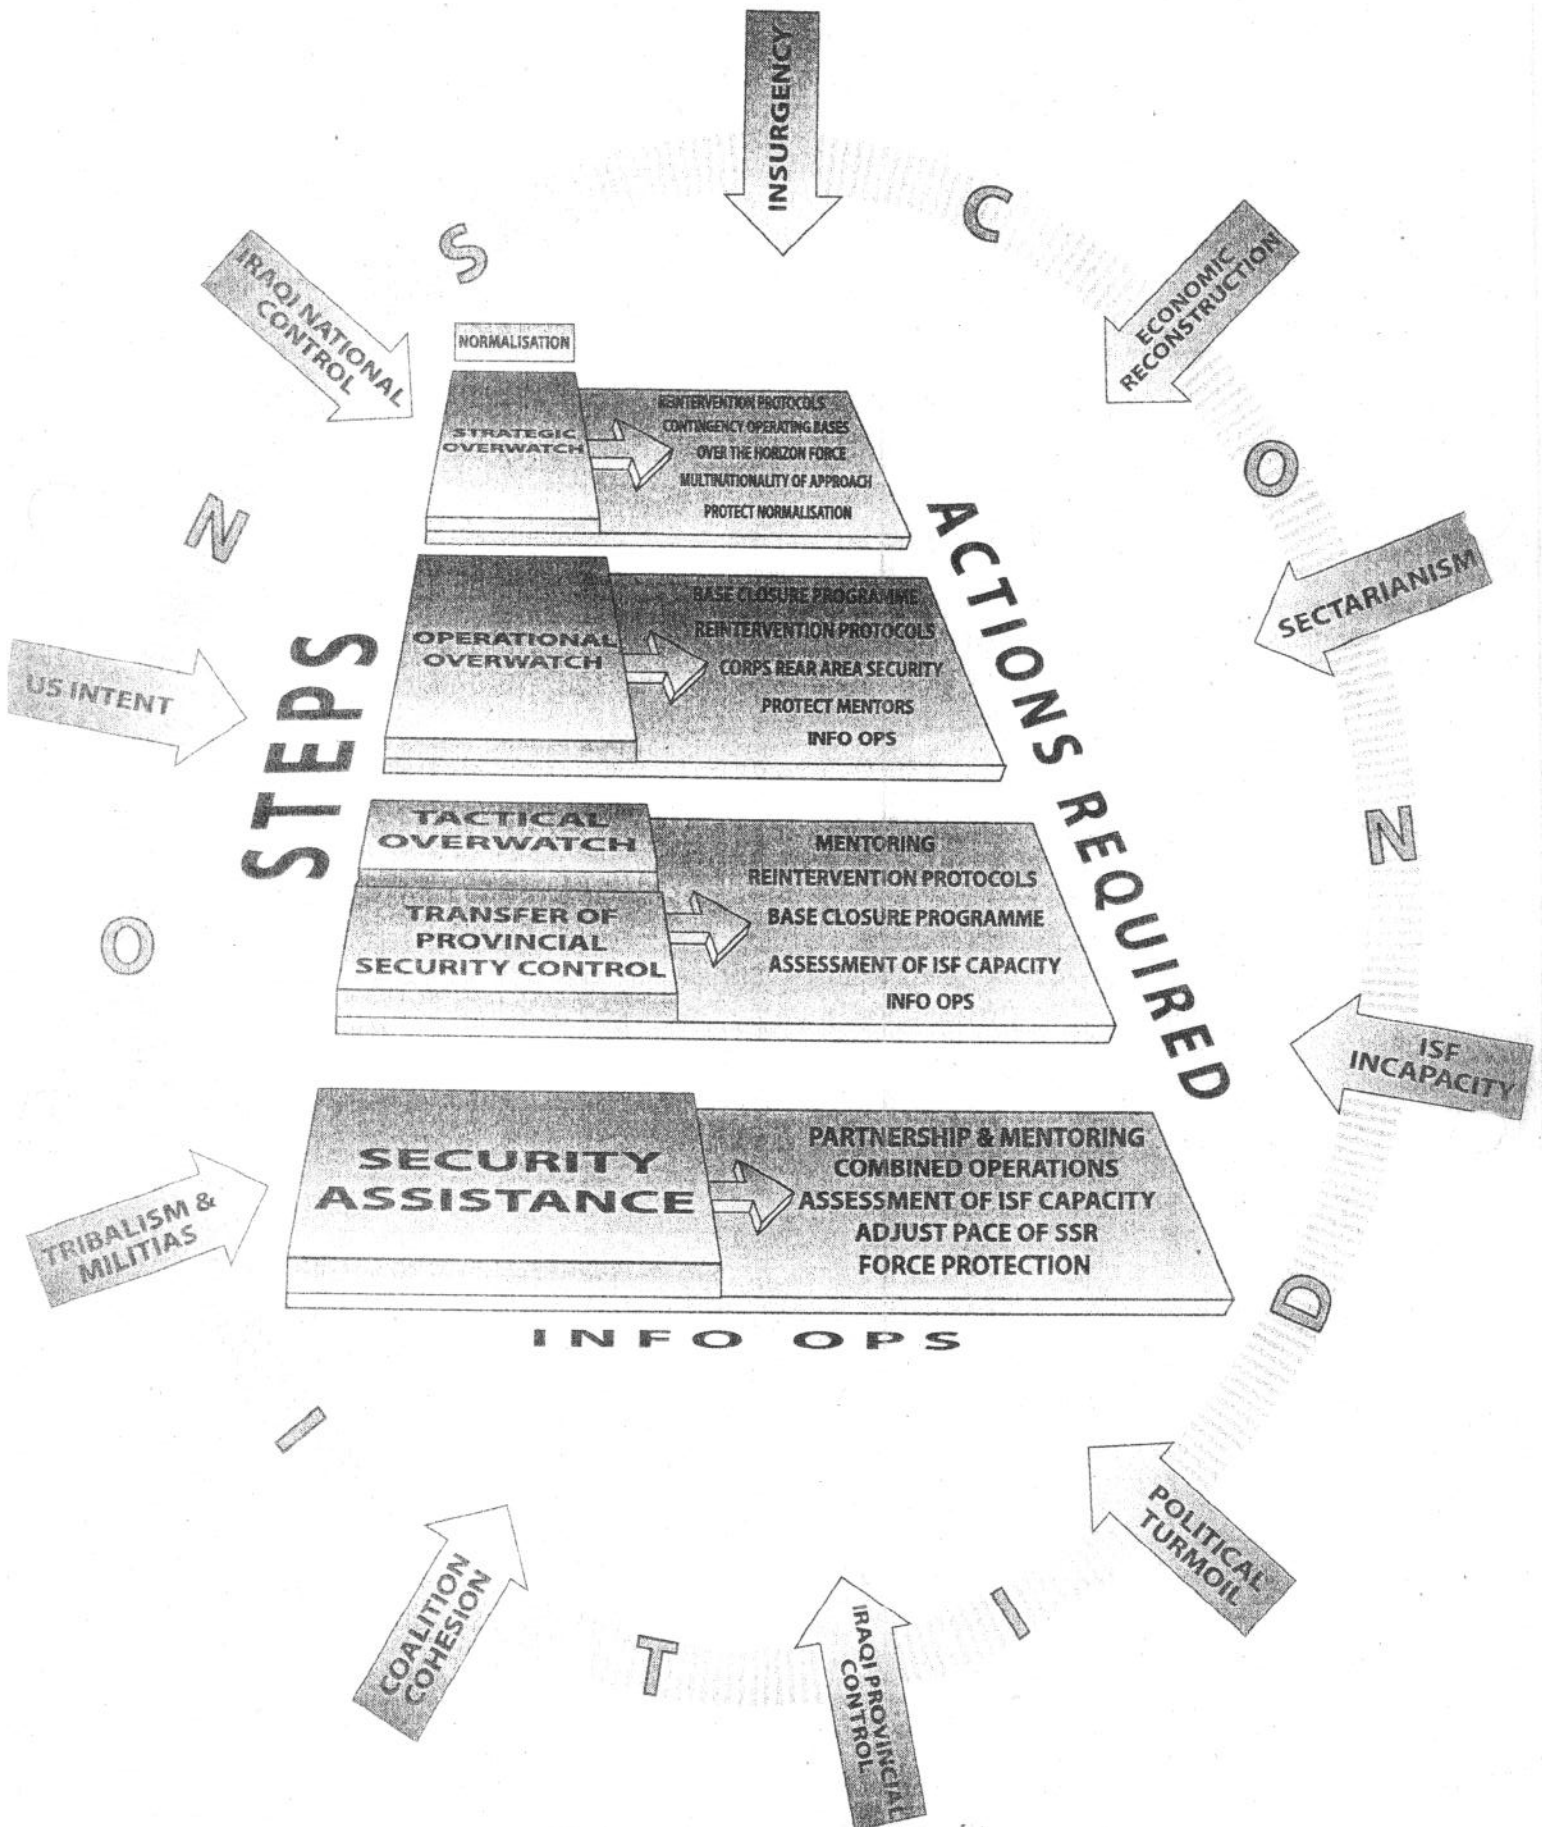 INSURGENCY
ECONOMIC
RECONSTRUCTION
SECTARIANISM
ISF
INCAPACITY
POLITICAL
TURMOIL
IRAQI PROVINCIAL
CONTROL
COALITION
COHESION
TRIBALISM &
MILITIAS
US INTENT
IRAQI NATIONAL
CONTROL
CONDITIONS
STEPS
ACTIONS REQUIRED
NORMALISATION
STRATEGIC
OVERWATCH
REINTERVENTION PROTOCOLS
CONTINGENCY OPERATING BASES
OVER THE HORIZON FORCE
MULTINATIONALITY OF APPROACH
PROTECT NORMALISATION
OPERATIONAL
OVERWATCH
BASE CLOSURE PROGRAMME
REINTERVENTION PROTOCOLS
CORPS REAR AREA SECURITY
PROTECT MENTORS
INFO OPS
TACTICAL
OVERWATCH
TRANSFER OF
PROVINCIAL
SECURITY CONTROL
MENTORING
REINTERVENTION PROTOCOLS
BASE CLOSURE PROGRAMME
ASSESSMENT OF ISF CAPACITY
INFO OPS
SECURITY
ASSISTANCE
PARTNERSHIP & MENTORING
COMBINED OPERATIONS
ASSESSMENT OF ISF CAPACITY
ADJUST PACE OF SSR
FORCE PROTECTION
INFO OPS